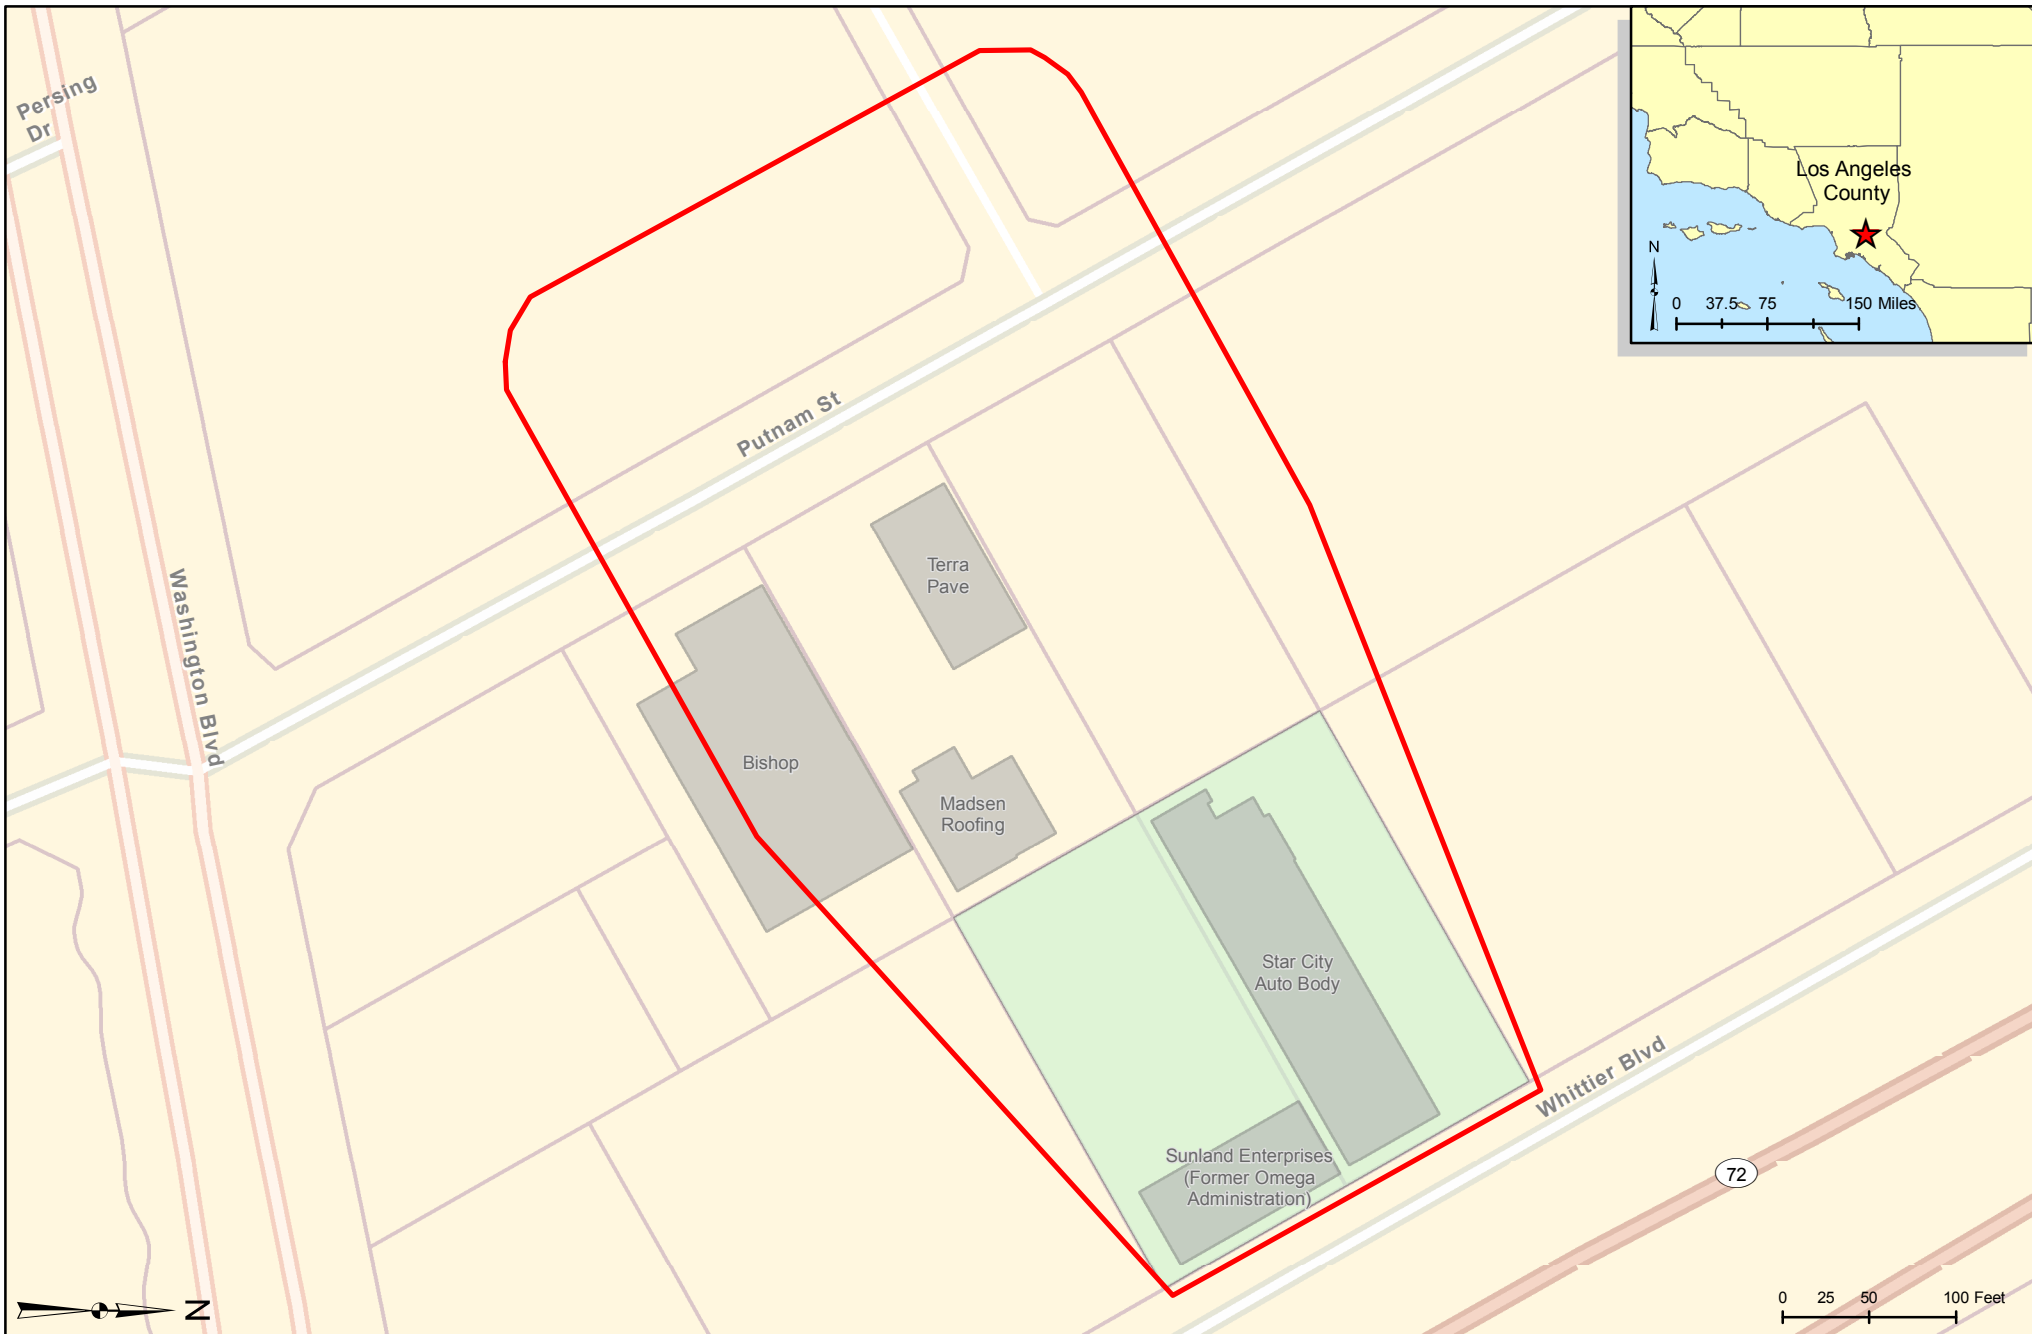 Persing
Dr
Los Angeles
County
N
0 37.5 75 150 Miles
Putnam St
Washington Blvd
Terra
Pave
Bishop
Madsen
Roofing
Star City
Auto Body
Whittier Blvd
Sunland Enterprises
(Former Omega
Administration)
72
N
0 25 50 100 Feet